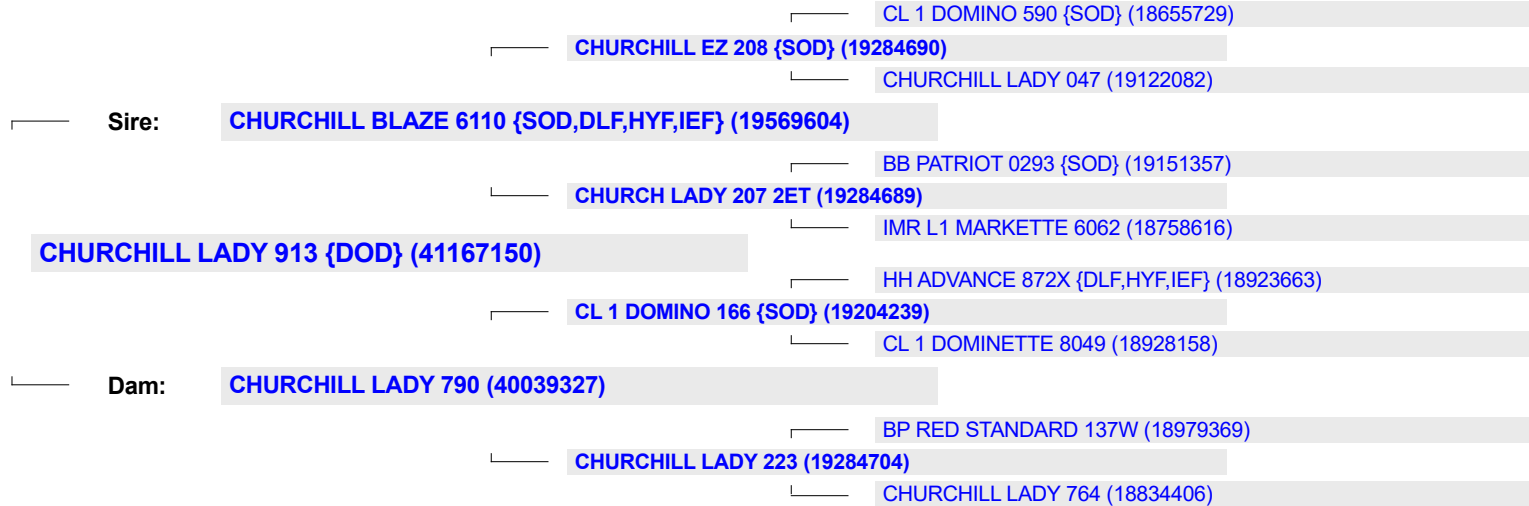 CL 1 DOMINO 590 {SOD} (18655729)
CHURCHILL EZ 208 {SOD} (19284690)
CHURCHILL LADY 047 (19122082)
Sire: CHURCHILL BLAZE 6110 {SOD,DLF,HYF,IEF} (19569604)
BB PATRIOT 0293 {SOD} (19151357)
CHURCH LADY 207 2ET (19284689)
IMR L1 MARKETTE 6062 (18758616)
CHURCHILL LADY 913 {DOD} (41167150)
HH ADVANCE 872X {DLF,HYF,IEF} (18923663)
CL 1 DOMINO 166 {SOD} (19204239)
CL 1 DOMINETTE 8049 (18928158)
Dam: CHURCHILL LADY 790 (40039327)
BP RED STANDARD 137W (18979369)
CHURCHILL LADY 223 (19284704)
CHURCHILL LADY 764 (18834406)